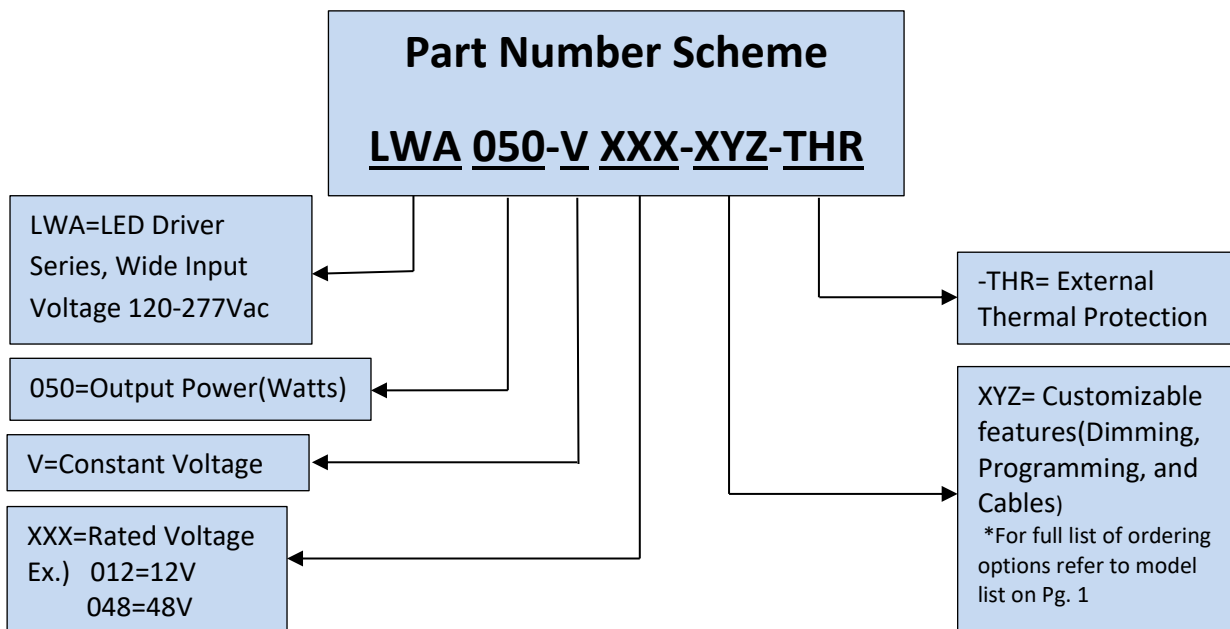 Part Number Scheme
LWA 050-V XXX-XYZ-THR
LWA=LED Driver
Series, Wide Input
Voltage 120-277Vac
050=Output Power(Watts)
V=Constant Voltage
XXX=Rated Voltage
Ex.) 012=12V
048=48V
-THR= External
Thermal Protection
XYZ= Customizable
features(Dimming,
Programming, and
Cables)
*For full list of ordering
options refer to model
list on Pg. 1